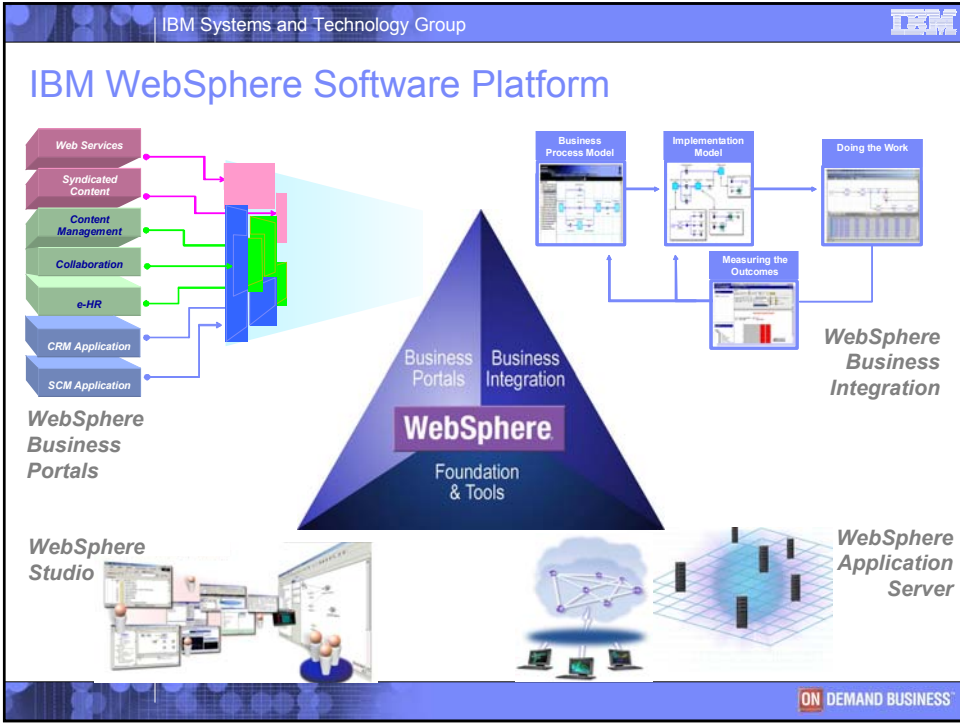 IBM Systems and Technology Group
IBM
IBM WebSphere Software Platform
Web Services
Syndicated
Content
Content
Management
Collaboration
e-HR
CRM Application
SCM Application
WebSphere
Business
Portals
Business
Process Model
Implementation
Model
Doing the Work
Measuring the
Outcomes
WebSphere
Business
Integration
Business
Portals
Business
Integration
WebSphere.
Foundation
& Tools
WebSphere
Studio
WebSphere
Application
Server
ON DEMAND BUSINESS™